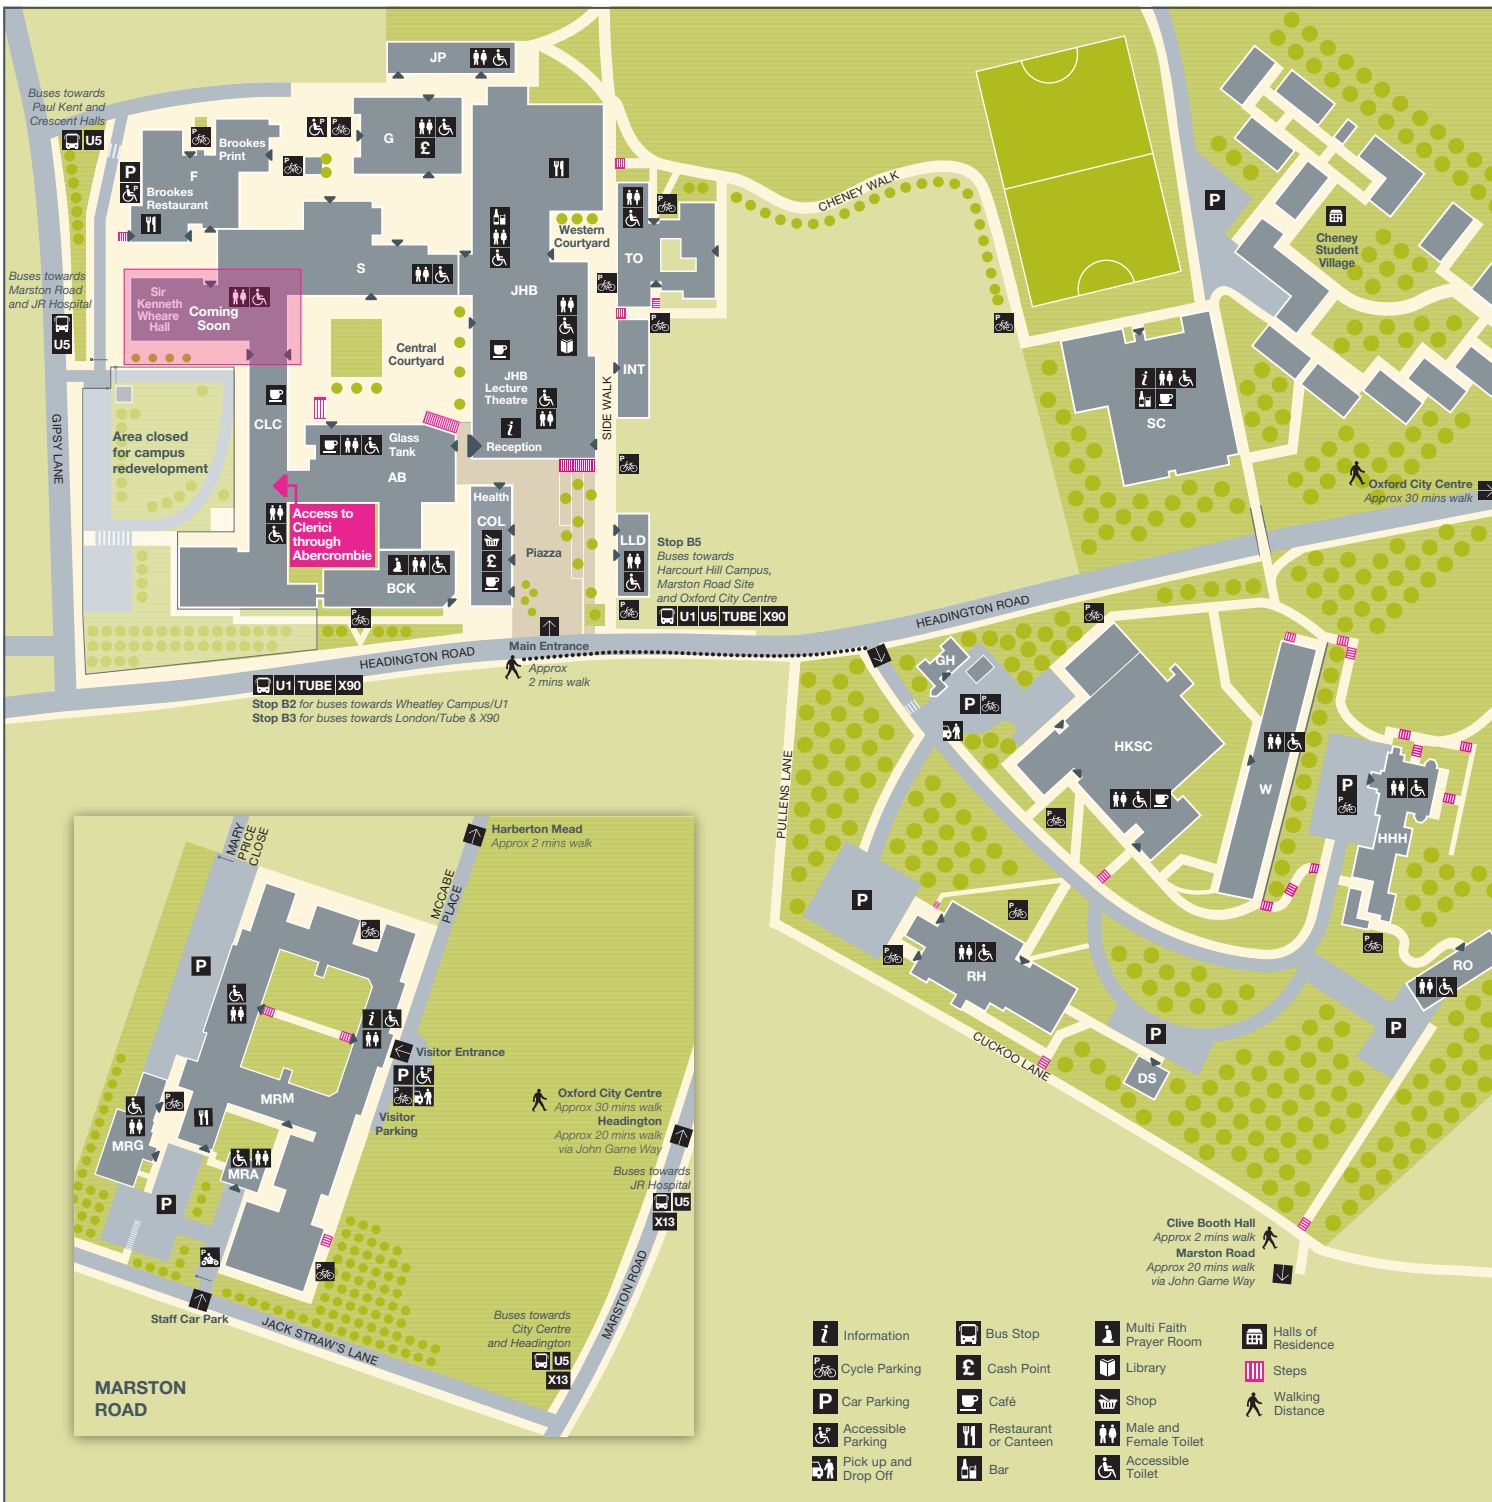 JP
Buses towards
Paul Kent and
Crescent Halls
U5
G
£
Brookes
Print
F
P
Brookes
Restaurant
Western
Courtyard
TO
S
JHB
CHENEY WALK
P
Cheney
Student
Village
Buses towards
Marston Road
and JR Hospital
U5
Sir
Kenneth
Wheare
Hall
Coming
Soon
Central
Courtyard
JHB
Lecture
Theatre
INT
SIDE WALK
i
Reception
CLC
Glass
Tank
AB
GIPSY LANE
Area closed
for campus
redevelopment
i
SC
Oxford City Centre
Approx 30 mins walk
Access to
Clerici
through
Abercrombie
Health
COL
£
Piazza
LLD
BCK
Stop B5
Buses towards
Harcourt Hill Campus,
Marston Road Site
and Oxford City Centre
U1 U5 TUBE X90
HEADINGTON ROAD
HEADINGTON ROAD
Main Entrance
Approx
2 mins walk
U1 TUBE X90
Stop B2 for buses towards Wheatley Campus/U1
Stop B3 for buses towards London/Tube & X90
GH
P
HKSC
W
P
HHH
PULLENS LANE
P
RH
RO
P
P
DS
CUCKOO LANE
Clive Booth Hall
Approx 2 mins walk
Marston Road
Approx 20 mins walk
via John Garne Way
MARY
PRICE
CLOSE
Harberton Mead
Approx 2 mins walk
MCCABE
PLACE
P
i
Visitor Entrance
P
Visitor
Parking
MRM
MRG
MRA
P
Oxford City Centre
Approx 30 mins walk
Headington
Approx 20 mins walk
via John Garne Way
Buses towards
JR Hospital
U5
X13
MARSTON ROAD
Staff Car Park
JACK STRAW'S LANE
Buses towards
City Centre
and Headington
U5
X13
MARSTON
ROAD
i Information
P Cycle Parking
P Car Parking
P Accessible
Parking
Pick up and
Drop Off
Bus Stop
£ Cash Point
Café
Restaurant
or Canteen
Bar
Multi Faith
Prayer Room
Library
Shop
Male and
Female Toilet
Accessible
Toilet
Halls of
Residence
Steps
Walking
Distance